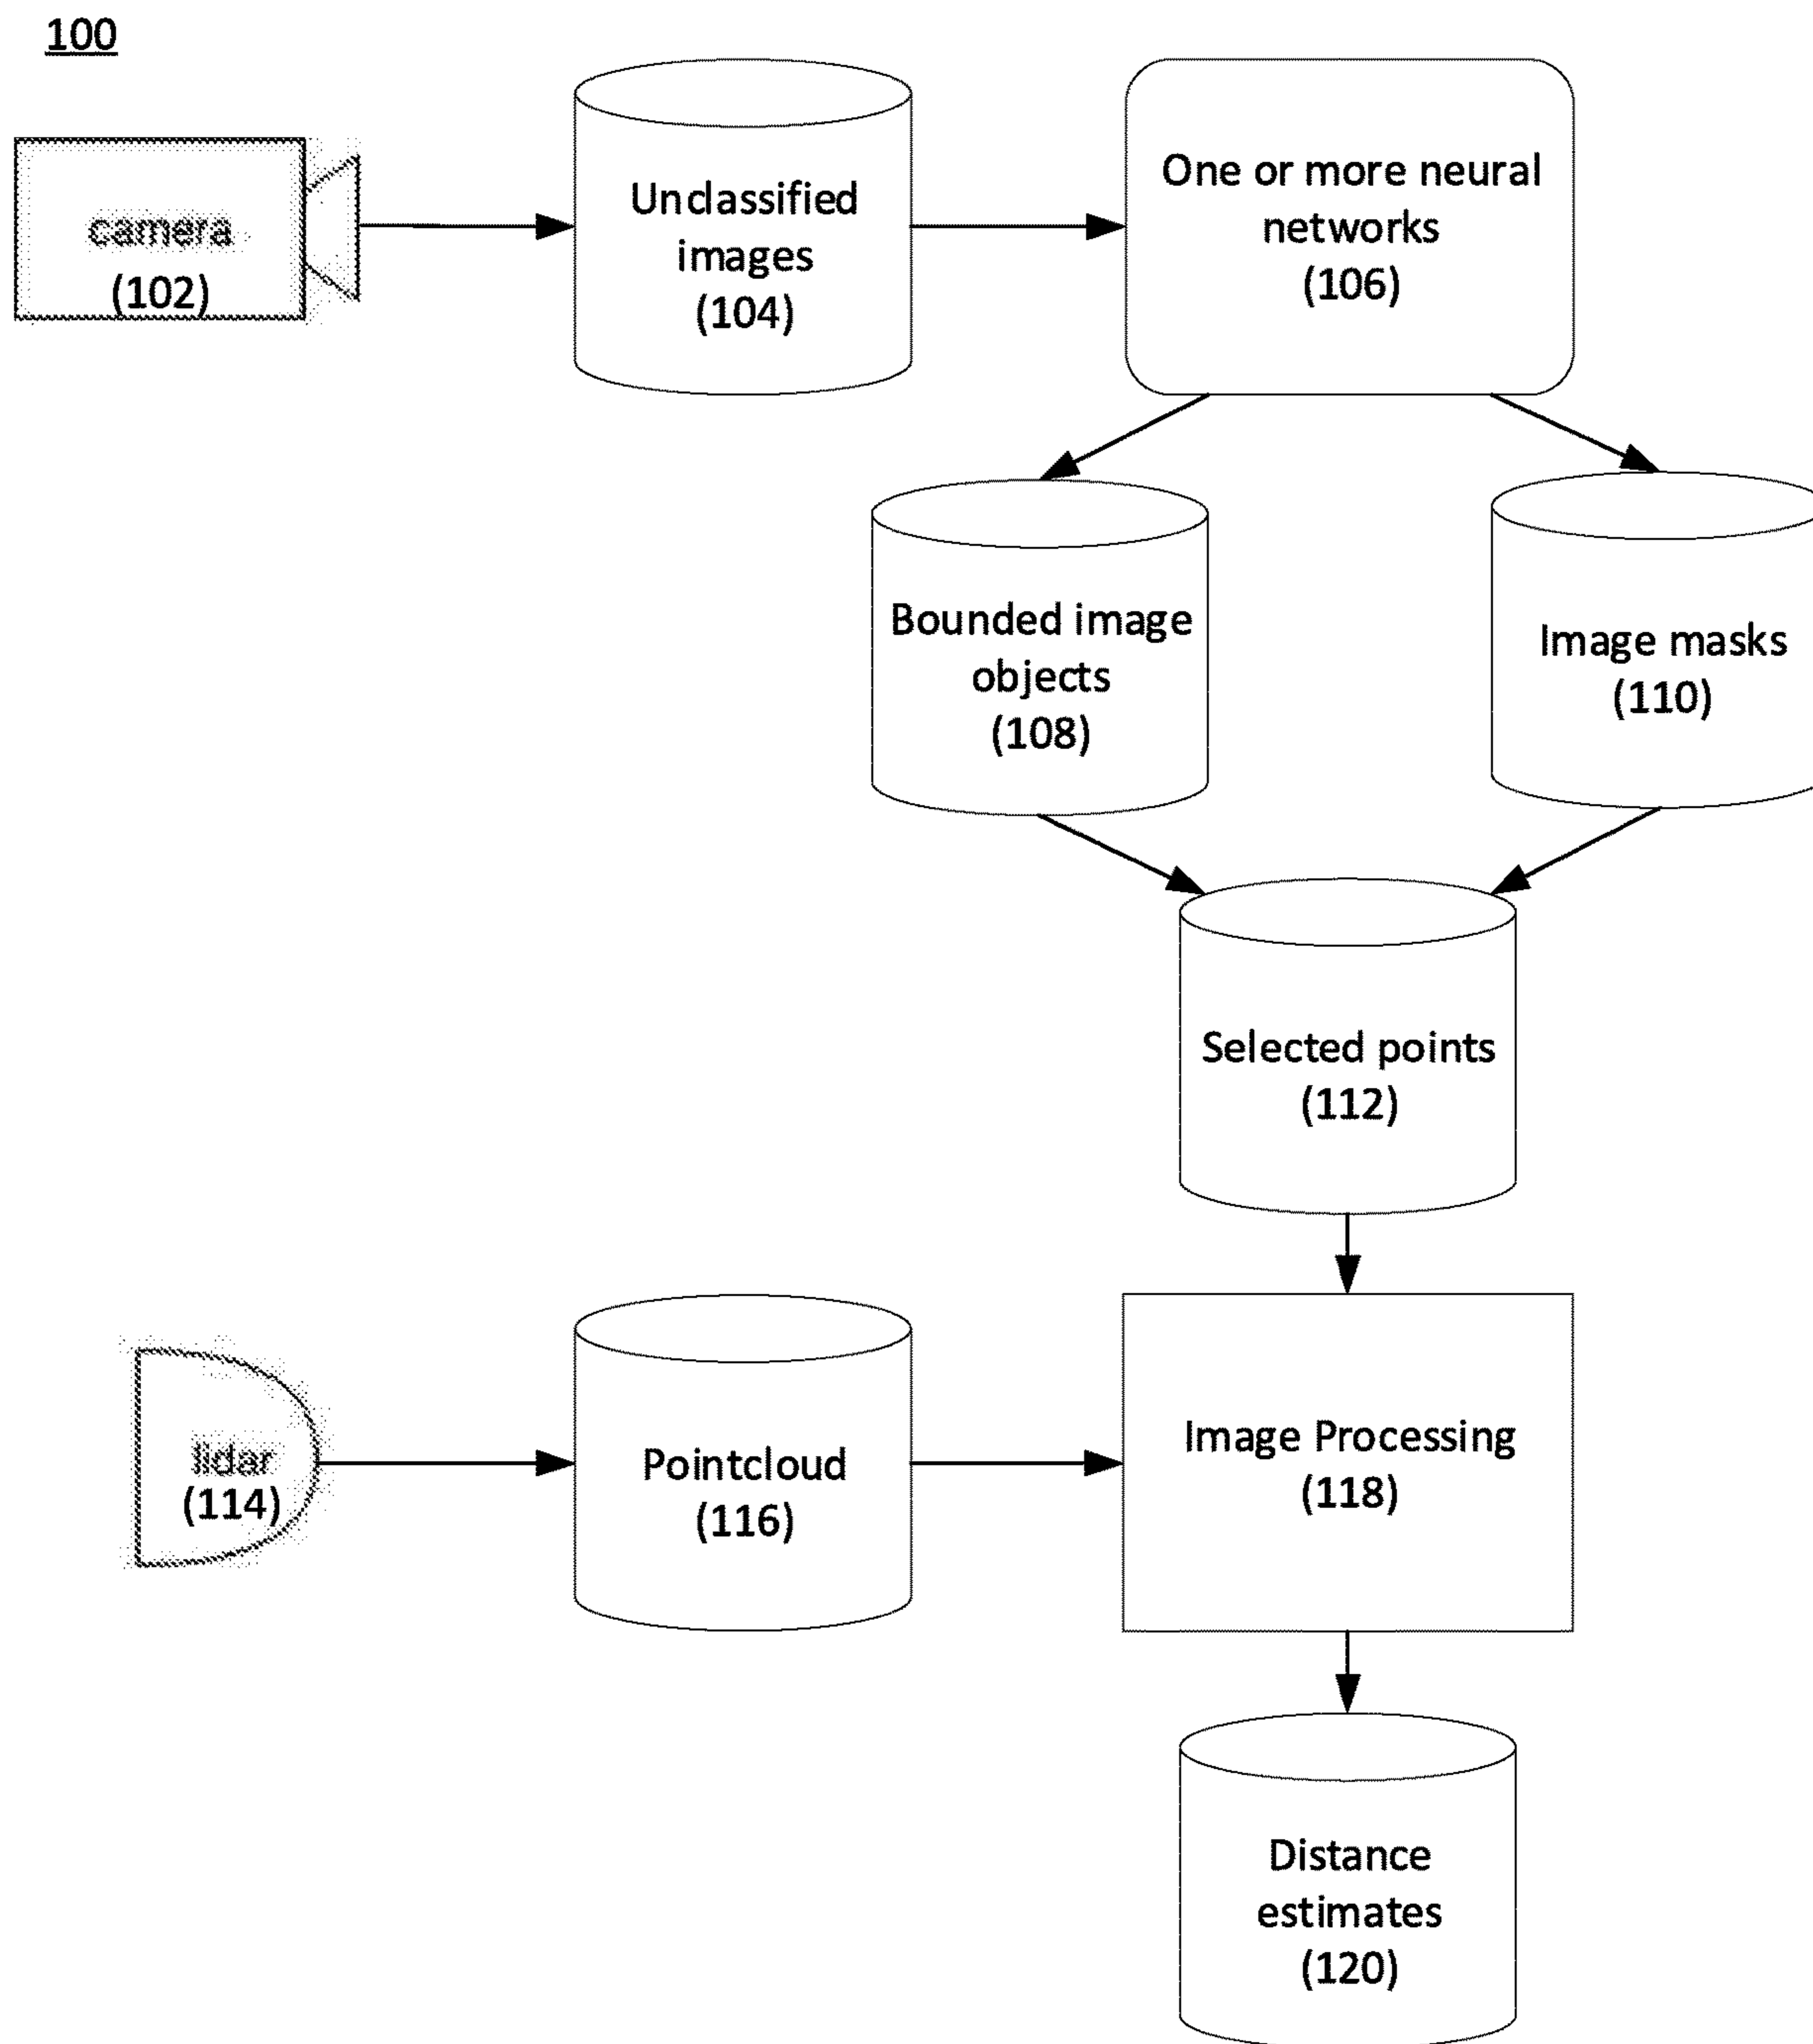 100
camera
(102)
Unclassified
images
(104)
One or more neural
networks
(106)
Bounded image
objects
(108)
Image masks
(110)
Selected points
(112)
lidar
(114)
Pointcloud
(116)
Image Processing
(118)
Distance
estimates
(120)